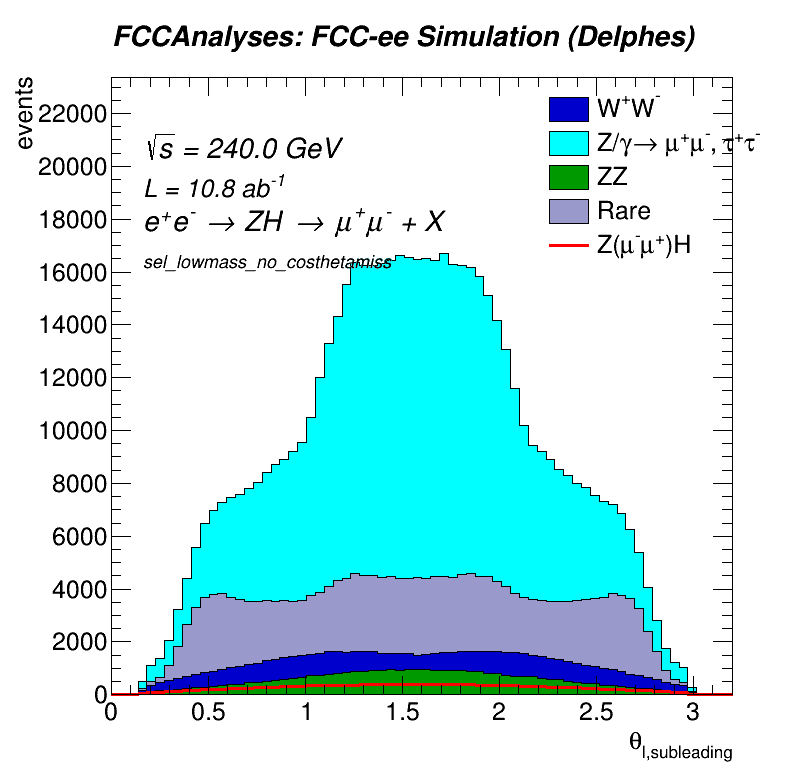 FCCAnalyses: FCC-ee Simulation (Delphes)
events
√s = 240.0 GeV
L = 10.8 ab⁻¹
e⁺e⁻ → ZH → μ⁺μ⁻ + X
sel_lowmass_no_costhetamiss
W⁺W⁻
Z/γ→ μ⁺μ⁻, τ⁺τ⁻
ZZ
Rare
Z(μ⁻μ⁺)H
22000
20000
18000
16000
14000
12000
10000
8000
6000
4000
2000
0
0 0.5 1 1.5 2 2.5 3
θl,subleading